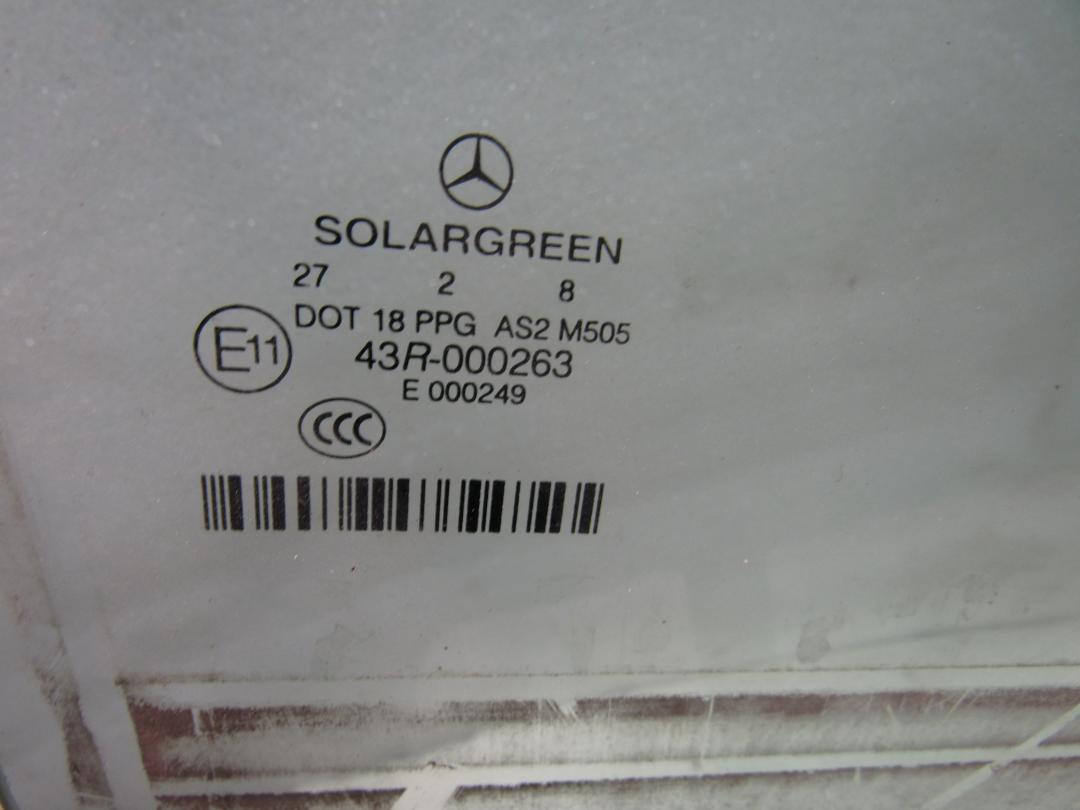 SOLARGREEN
27 2 8
DOT 18 PPG AS2 M505
E11 43R-000263
E 000249
CCC